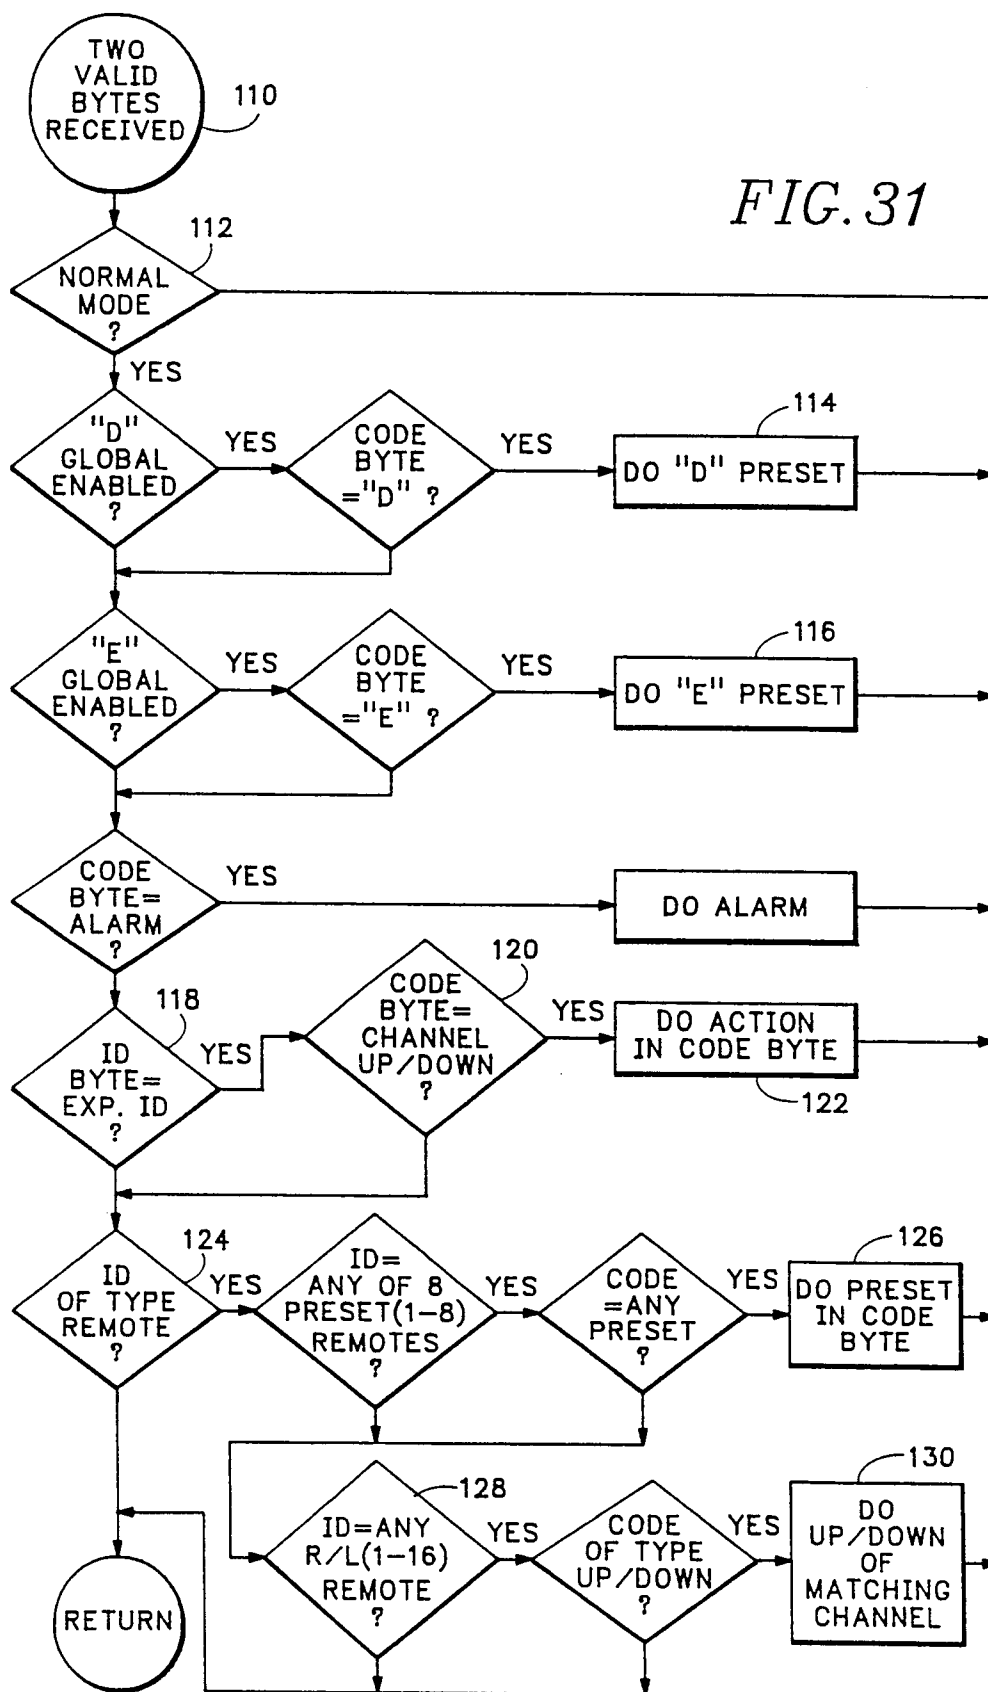 TWO
VALID
BYTES
RECEIVED
110
FIG. 31
112
NORMAL
MODE
?
YES
"D"
GLOBAL
ENABLED
?
YES
CODE
BYTE
="D" ?
YES
114
DO "D" PRESET
"E"
GLOBAL
ENABLED
?
YES
CODE
BYTE
="E" ?
YES
116
DO "E" PRESET
CODE
BYTE=
ALARM
?
YES
DO ALARM
118
ID
BYTE=
EXP. ID
?
YES
120
CODE
BYTE=
CHANNEL
UP/DOWN
?
YES
DO ACTION
IN CODE BYTE
122
124
ID
OF TYPE
REMOTE
?
YES
ID=
ANY OF 8
PRESET(1-8)
REMOTES
?
YES
CODE
=ANY
PRESET
?
YES
126
DO PRESET
IN CODE
BYTE
128
ID=ANY
R/L(1-16)
REMOTE
?
YES
CODE
OF TYPE
UP/DOWN
?
YES
130
DO
UP/DOWN
OF
MATCHING
CHANNEL
RETURN